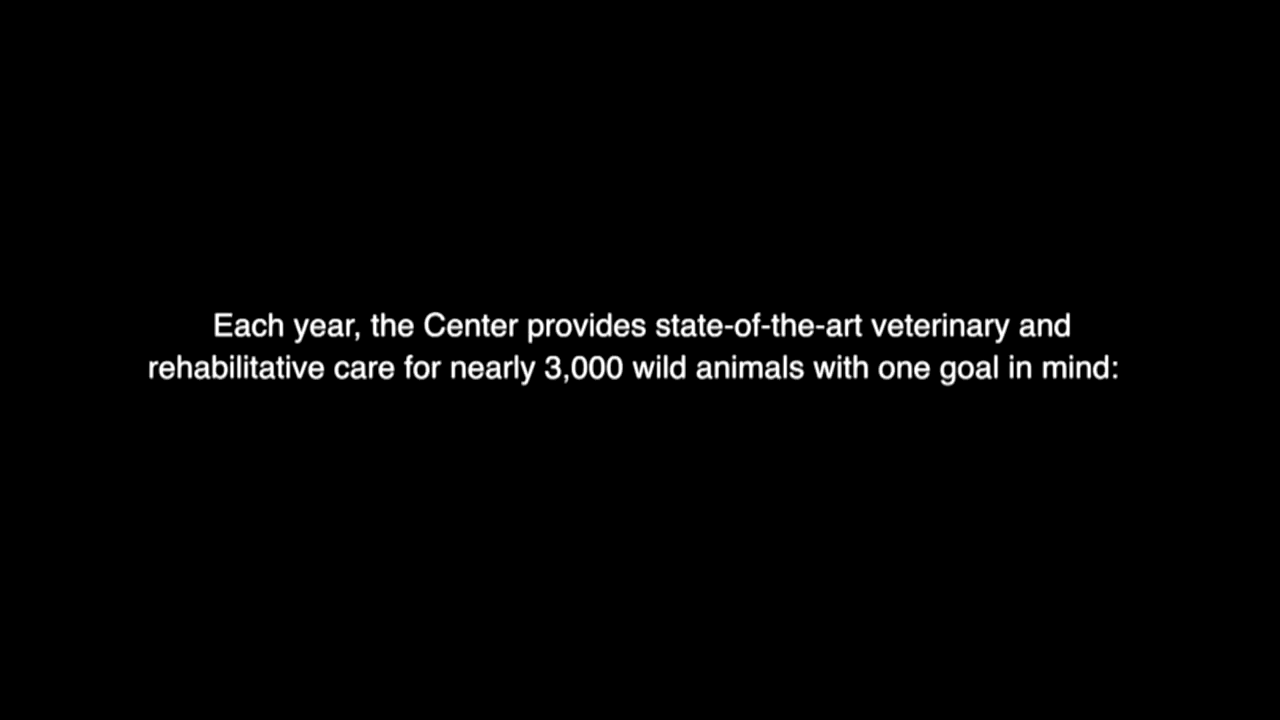 Each year, the Center provides state-of-the-art veterinary and
rehabilitative care for nearly 3,000 wild animals with one goal in mind: